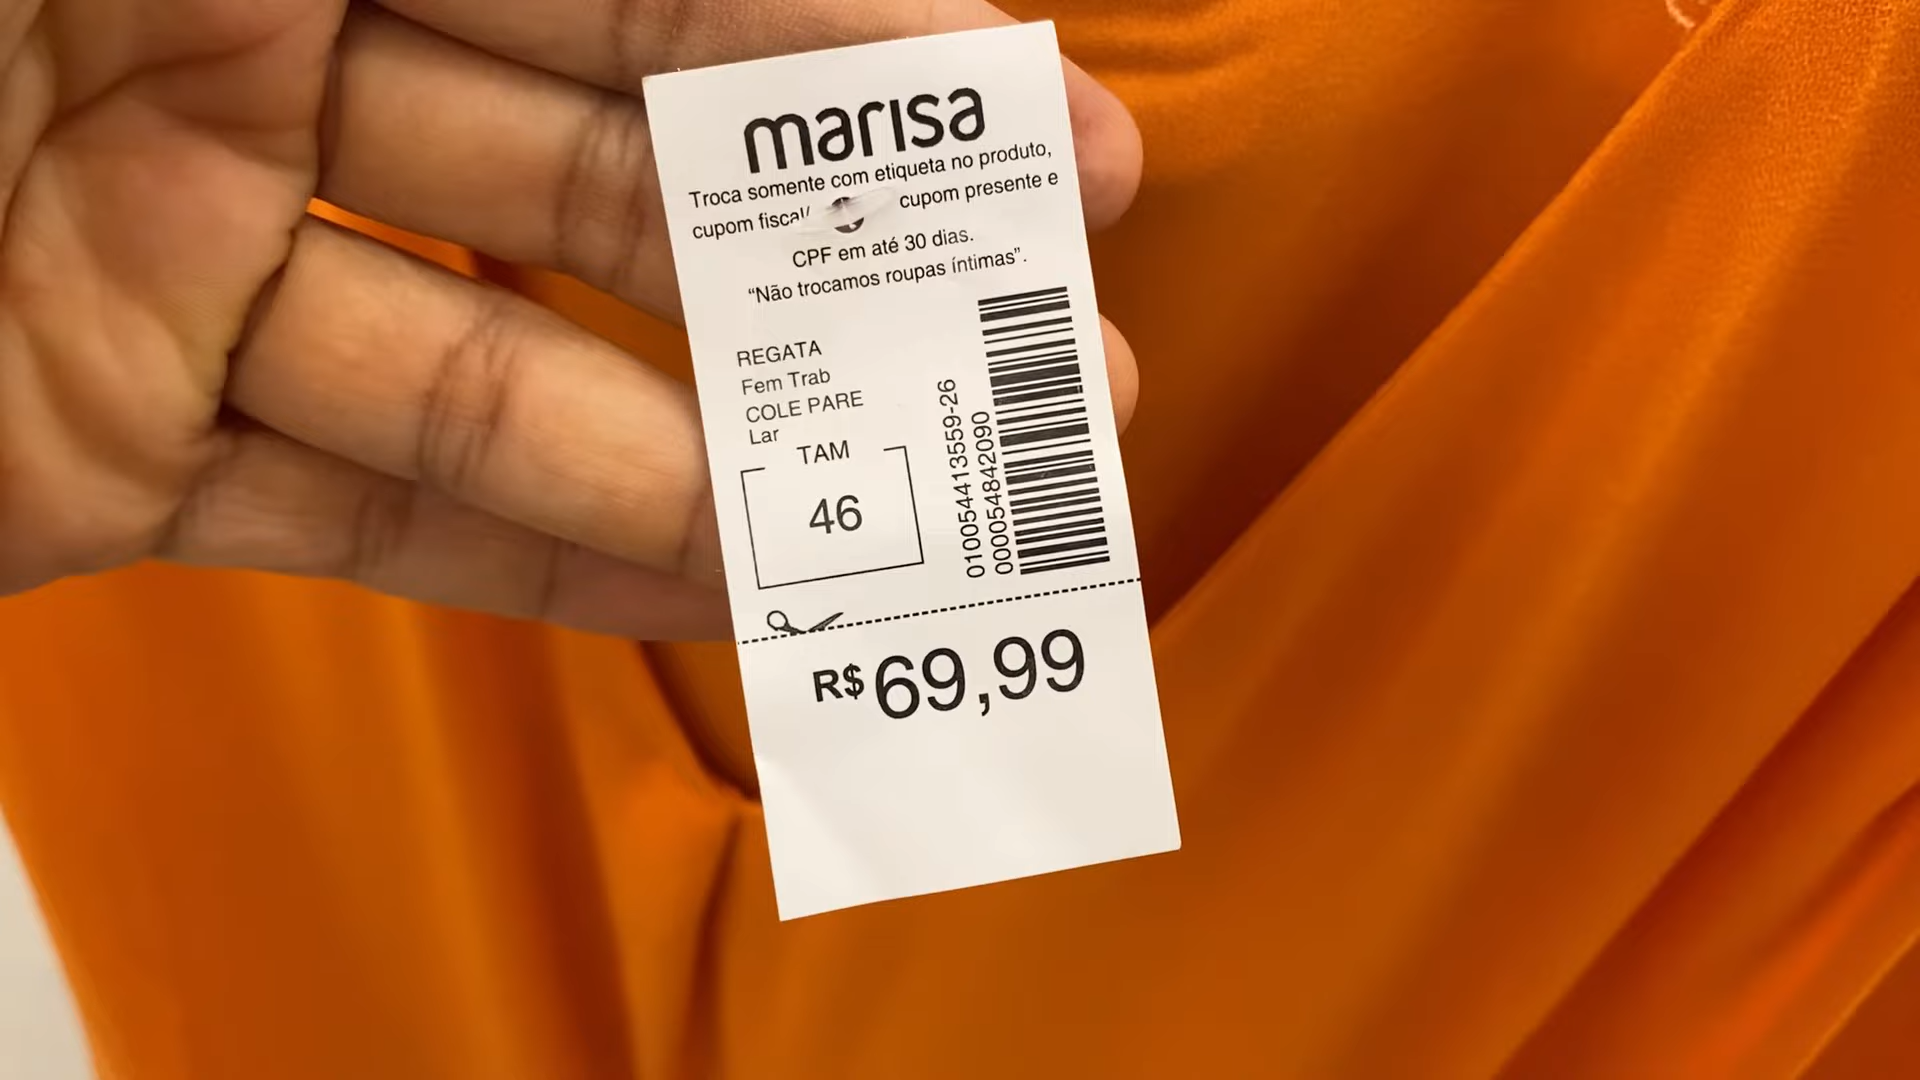 marisa
Troca somente com etiqueta no produto,
cupom fiscal/ cupom presente e
CPF em até 30 dias.
“Não trocamos roupas íntimas”.
REGATA
Fem Trab
COLE PARE
Lar
TAM
46
0100544413559-26
000054842090
R$69,99